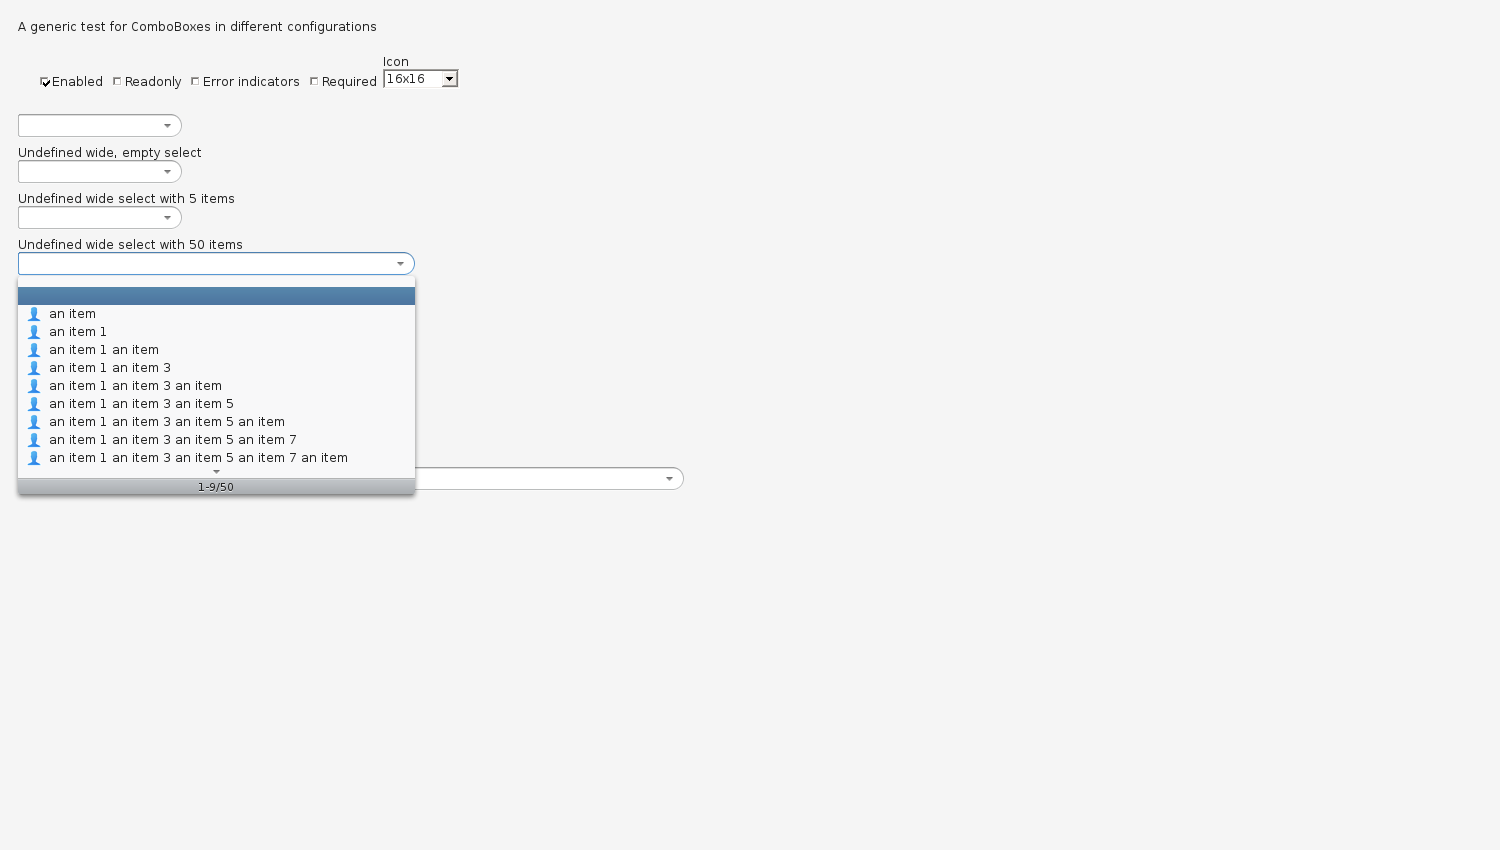 A generic test for ComboBoxes in different configurations
Icon
Enabled Readonly Error indicators Required 16x16
Undefined wide, empty select
Undefined wide select with 5 items
Undefined wide select with 50 items
an item
an item 1
an item 1 an item
an item 1 an item 3
an item 1 an item 3 an item
an item 1 an item 3 an item 5
an item 1 an item 3 an item 5 an item
an item 1 an item 3 an item 5 an item 7
an item 1 an item 3 an item 5 an item 7 an item
1-9/50